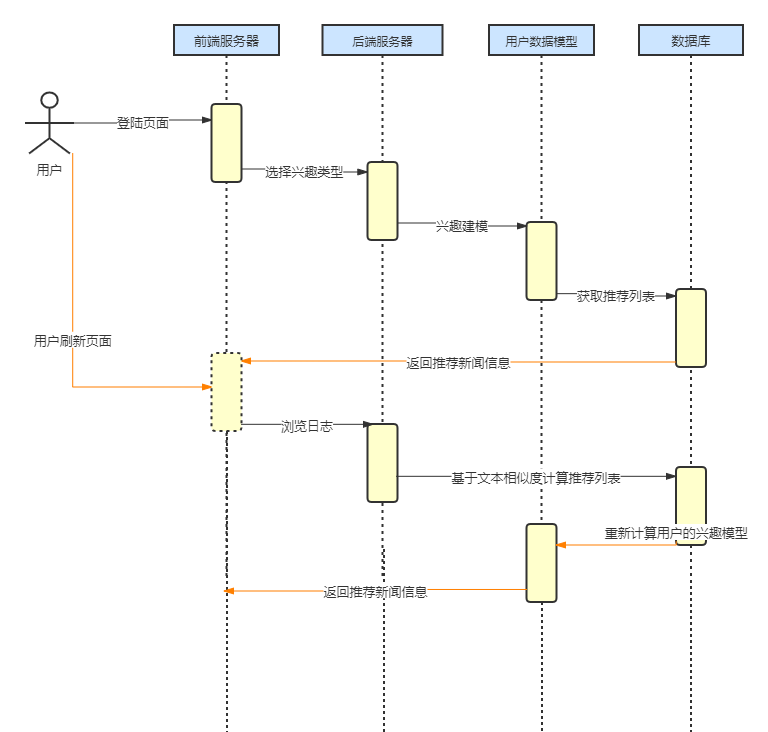 前端服务器
后端服务器
用户数据模型
数据库
登陆页面
用户
选择兴趣类型
兴趣建模
获取推荐列表
用户刷新页面
返回推荐新闻信息
浏览日志
基于文本相似度计算推荐列表
重新计算用户的兴趣模型
返回推荐新闻信息